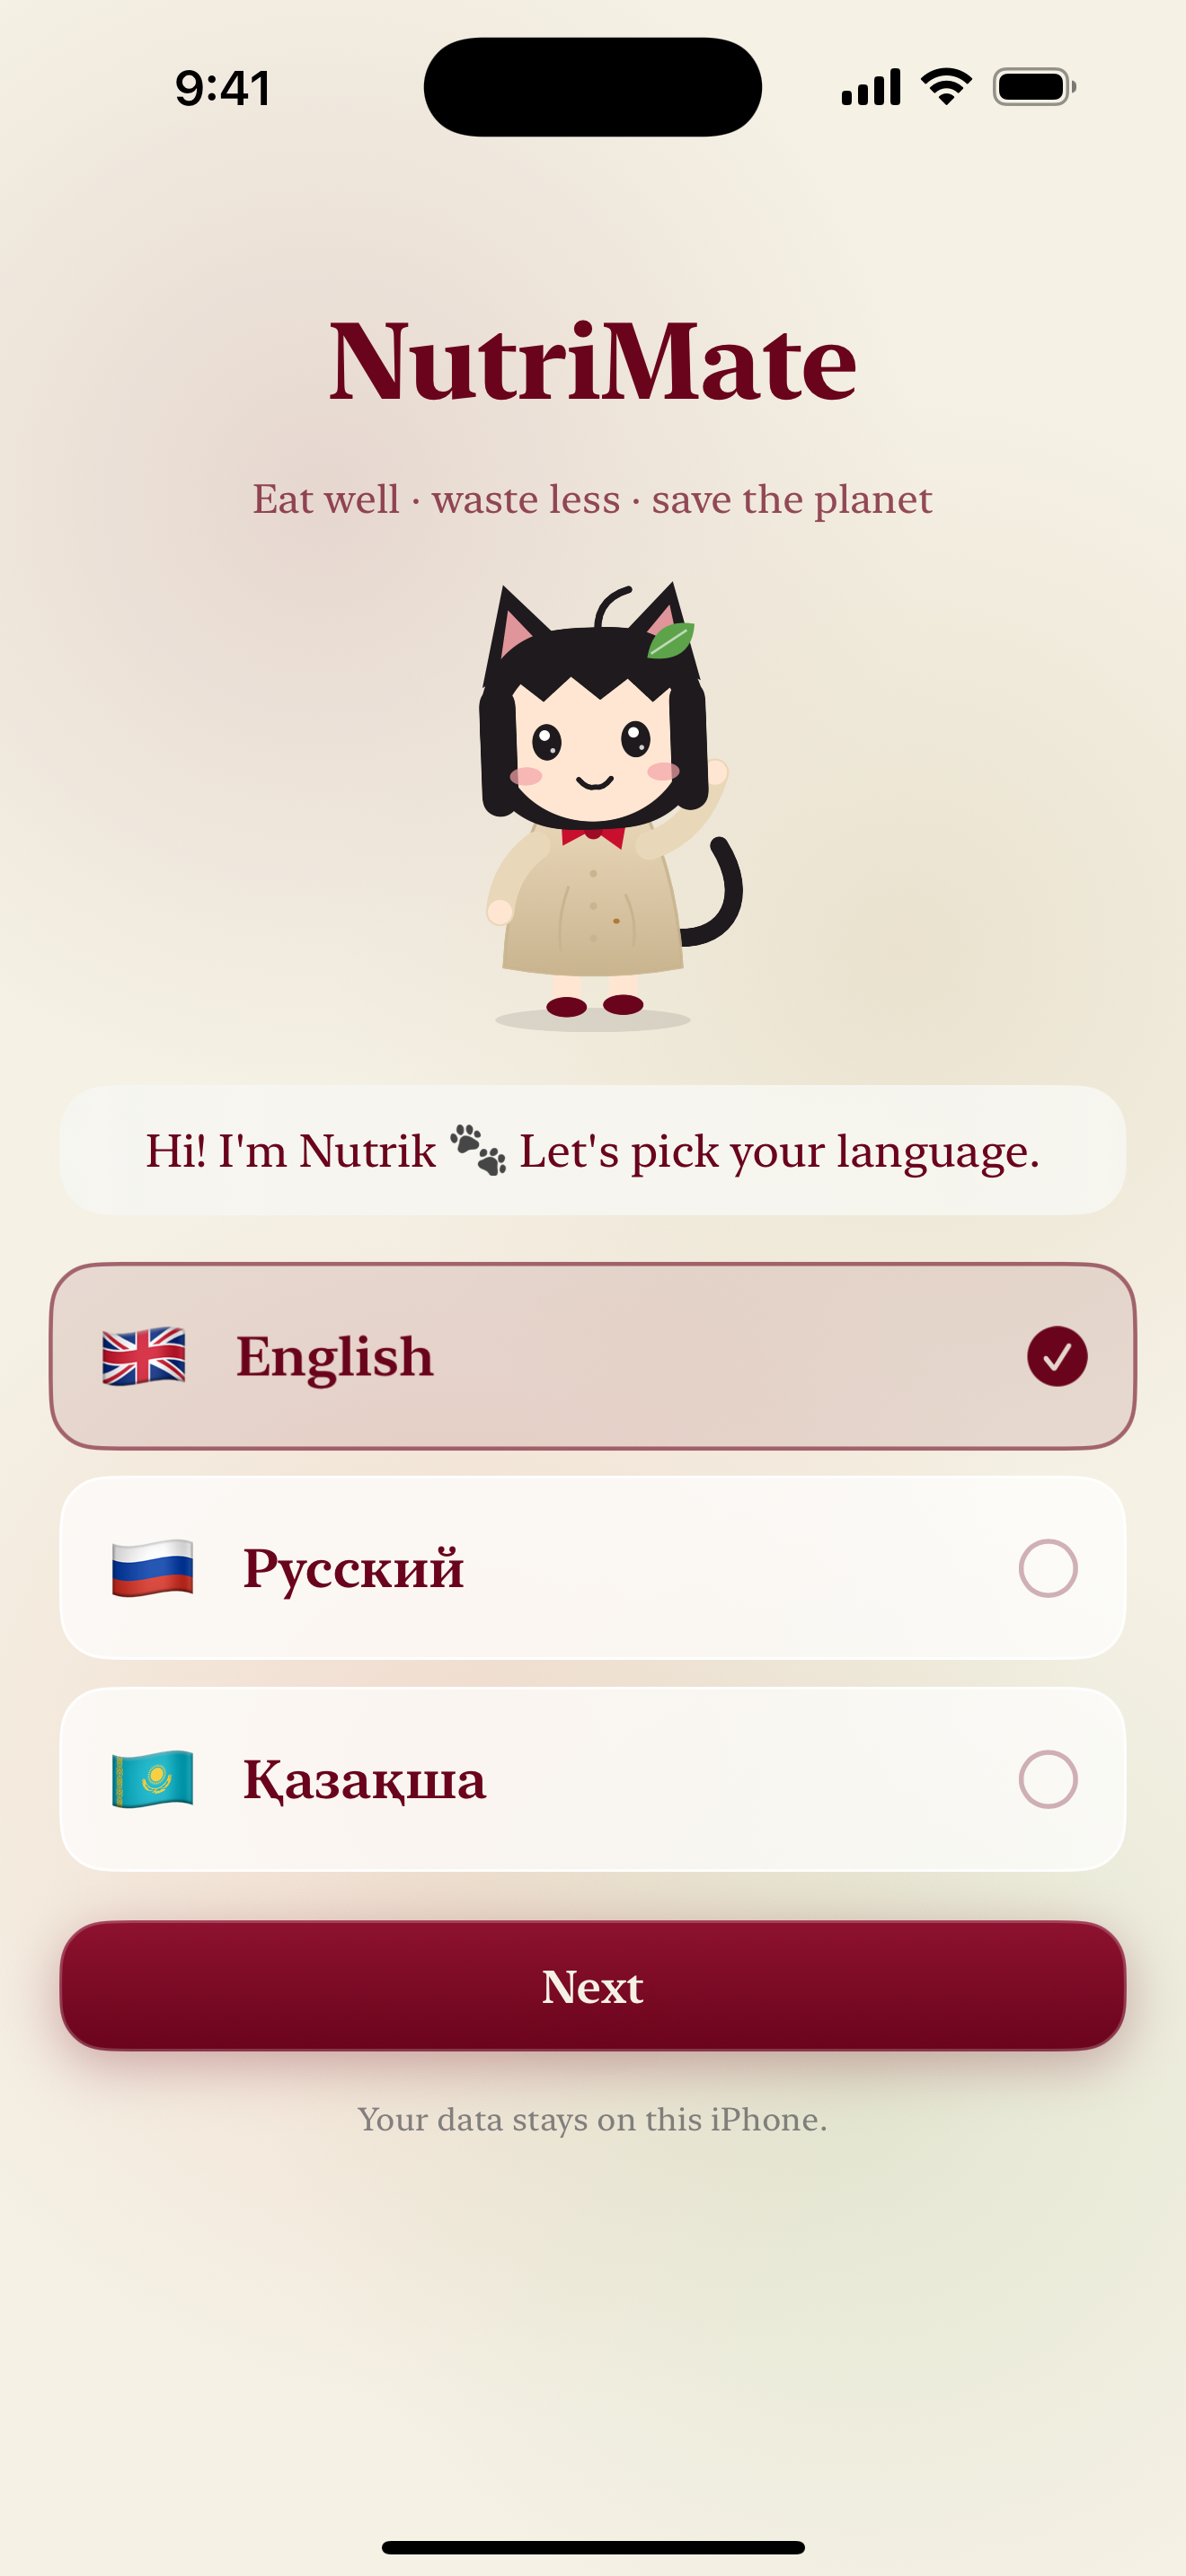 9:41
NutriMate
Eat well · waste less · save the planet
Hi! I'm Nutrik 🐾 Let's pick your language.
English
Русский
Қазақша
Next
Your data stays on this iPhone.